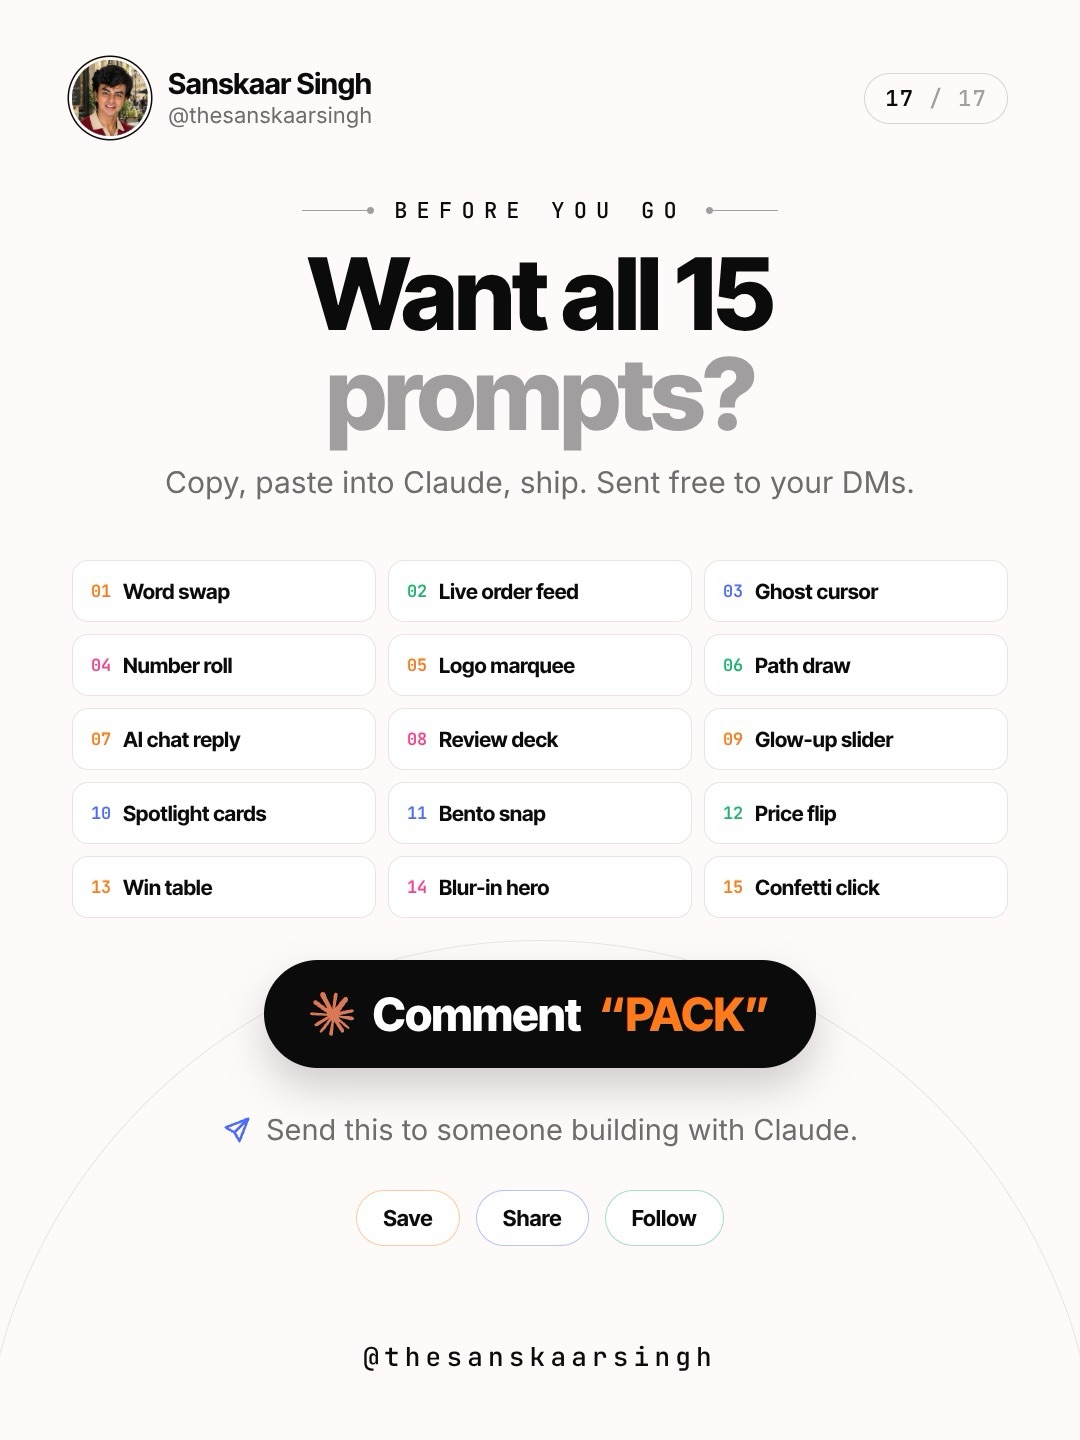 Sanskaar Singh
@thesanskaarsingh
17 / 17
BEFORE YOU GO
Want all 15
prompts?
Copy, paste into Claude, ship. Sent free to your DMs.
01 Word swap
02 Live order feed
03 Ghost cursor
04 Number roll
05 Logo marquee
06 Path draw
07 AI chat reply
08 Review deck
09 Glow-up slider
10 Spotlight cards
11 Bento snap
12 Price flip
13 Win table
14 Blur-in hero
15 Confetti click
Comment “PACK”
Send this to someone building with Claude.
Save
Share
Follow
@thesanskaarsingh